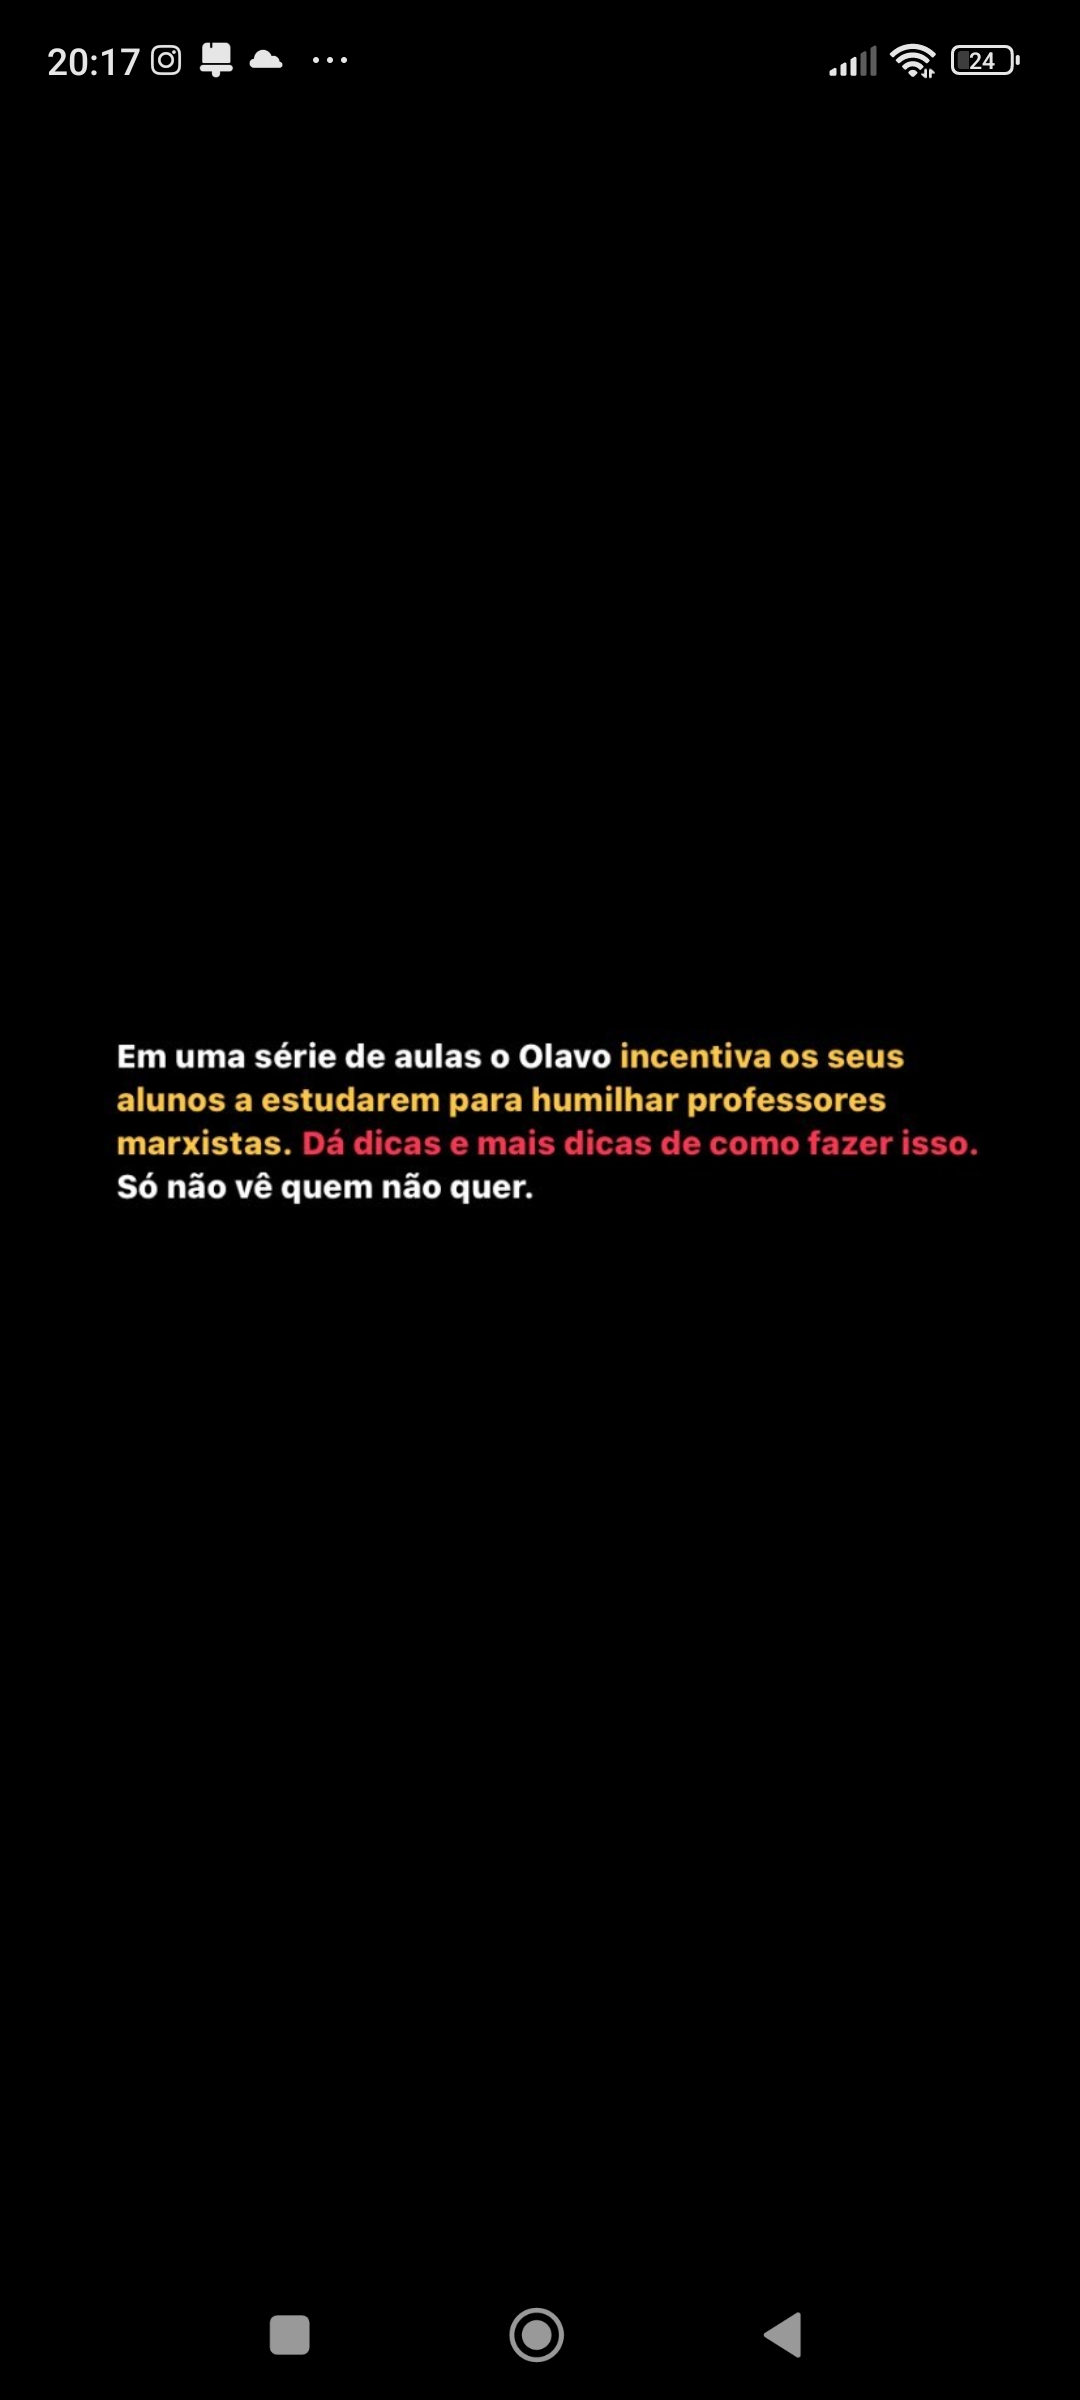 20:17
24
Em uma série de aulas o Olavo incentiva os seus
alunos a estudarem para humilhar professores
marxistas. Dá dicas e mais dicas de como fazer isso.
Só não vê quem não quer.